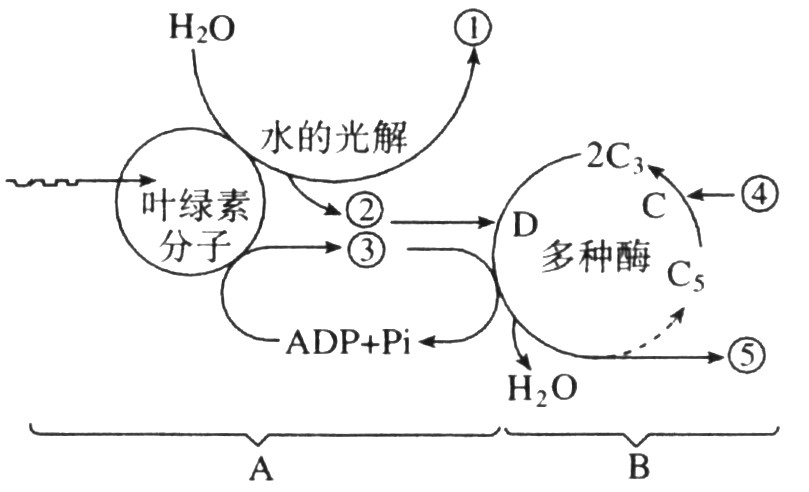 H₂O
①
水的光解
2C₃
④
叶绿素
分子
②
D
C
③
多种酶
C₅
ADP+Pi
⑤
H₂O
A
B